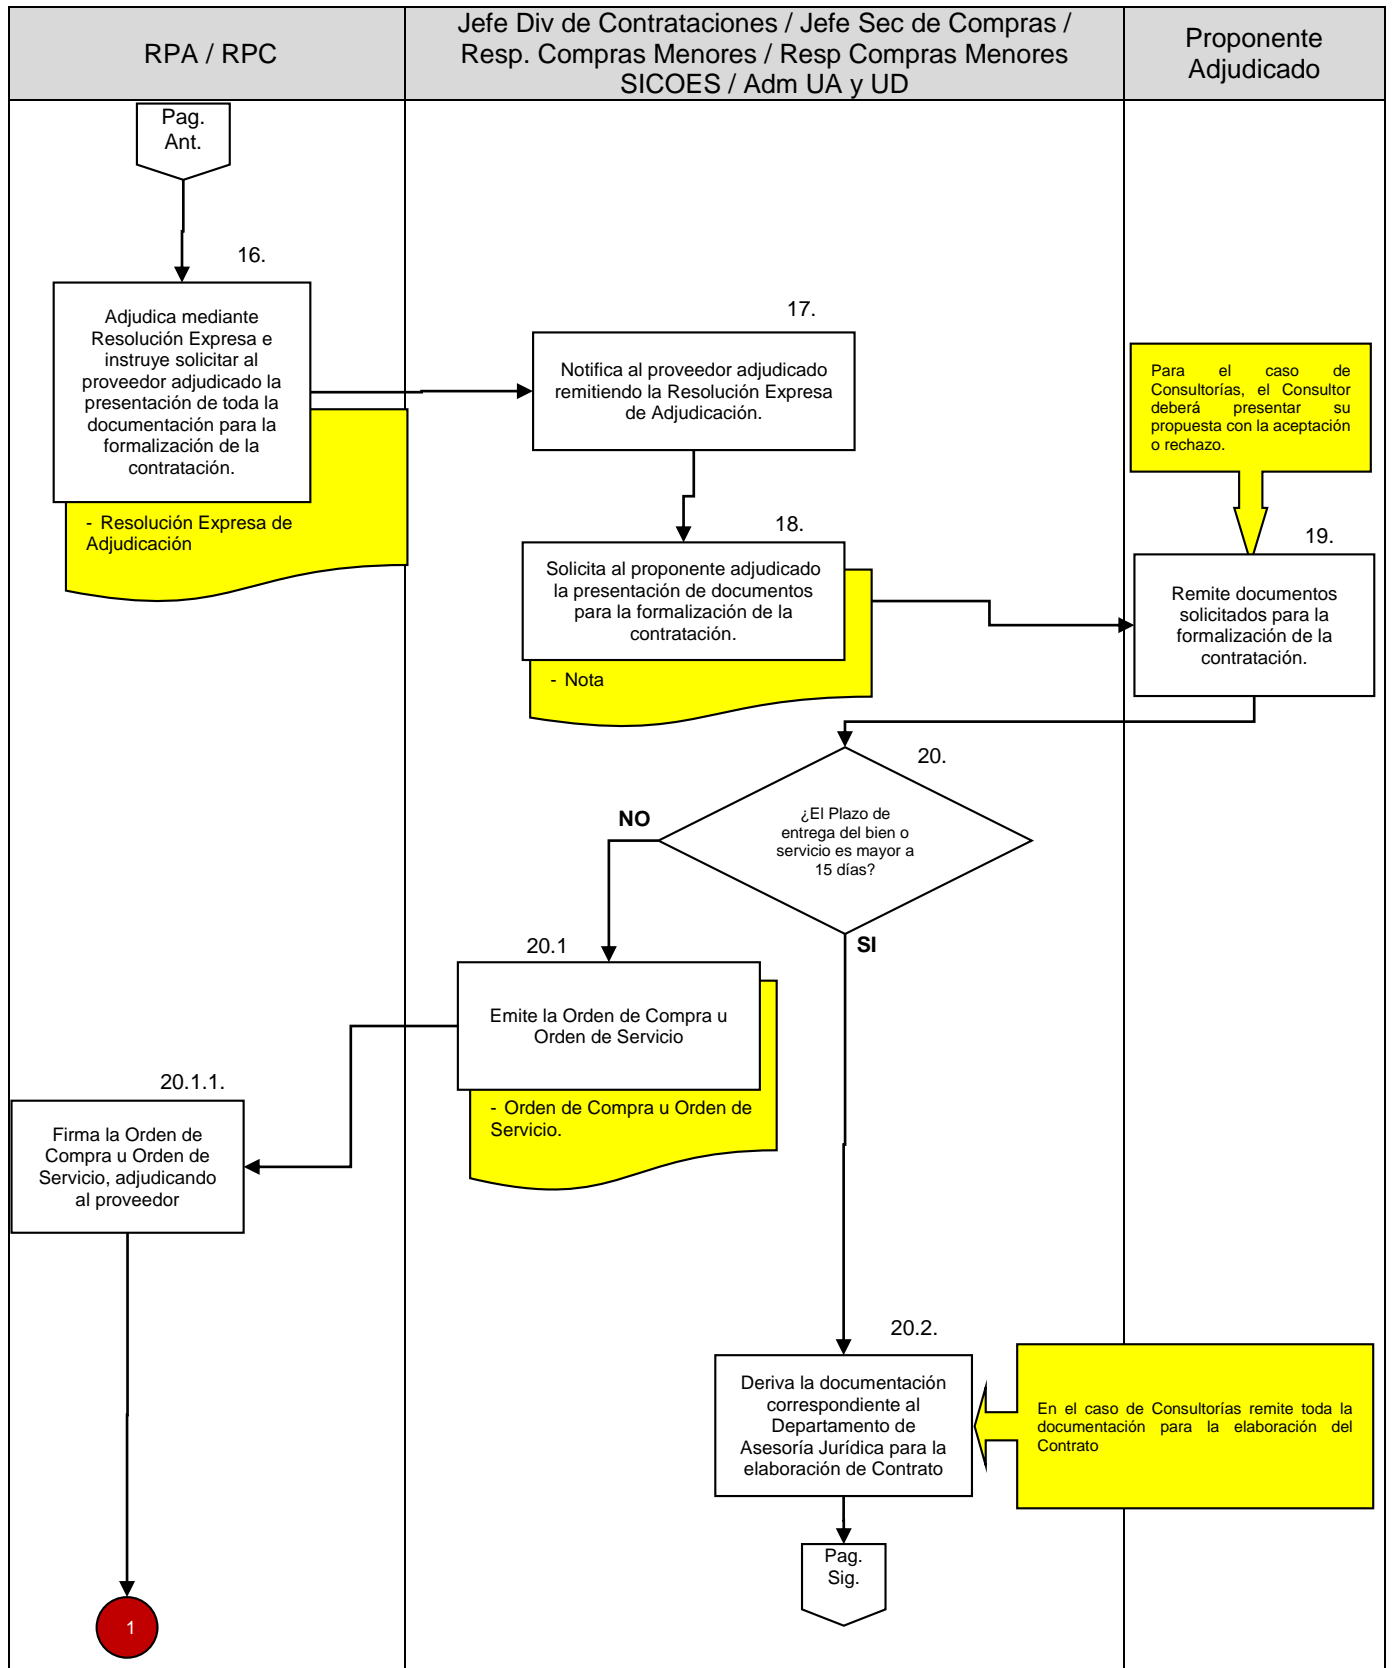 RPA / RPC
Jefe Div de Contrataciones / Jefe Sec de Compras /
Resp. Compras Menores / Resp Compras Menores
SICOES / Adm UA y UD
Proponente
Adjudicado
Pag.
Ant.
16.
Adjudica mediante
Resolución Expresa e
instruye solicitar al
proveedor adjudicado la
presentación de toda la
documentación para la
formalización de la
contratación.
- Resolución Expresa de
Adjudicación
17.
Notifica al proveedor adjudicado
remitiendo la Resolución Expresa
de Adjudicación.
18.
Solicita al proponente adjudicado
la presentación de documentos
para la formalización de la
contratación.
- Nota
Para el caso de
Consultorías, el Consultor
deberá presentar su
propuesta con la aceptación
o rechazo.
19.
Remite documentos
solicitados para la
formalización de la
contratación.
20.
¿El Plazo de
entrega del bien o
servicio es mayor a
15 días?
NO
SI
20.1
Emite la Orden de Compra u
Orden de Servicio
- Orden de Compra u Orden de
Servicio.
20.1.1.
Firma la Orden de
Compra u Orden de
Servicio, adjudicando
al proveedor
20.2.
Deriva la documentación
correspondiente al
Departamento de
Asesoría Jurídica para la
elaboración de Contrato
En el caso de Consultorías remite toda la
documentación para la elaboración del
Contrato
Pag.
Sig.
1